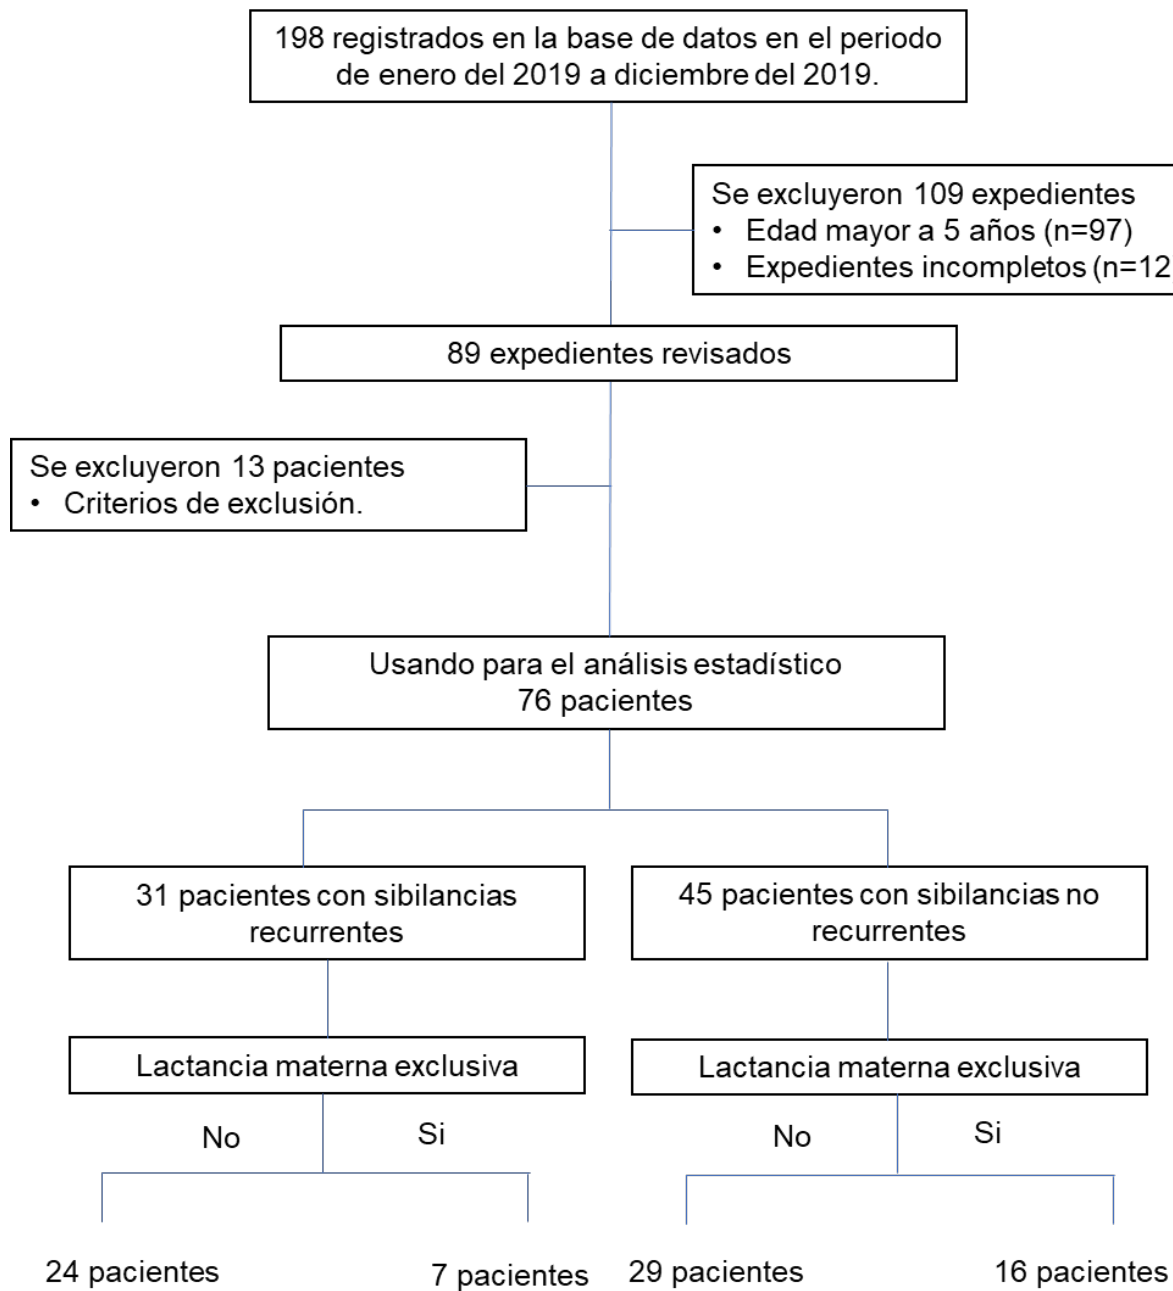 198 registrados en la base de datos en el periodo
de enero del 2019 a diciembre del 2019.
Se excluyeron 109 expedientes
• Edad mayor a 5 años (n=97)
• Expedientes incompletos (n=12
89 expedientes revisados
Se excluyeron 13 pacientes
• Criterios de exclusión.
Usando para el análisis estadístico
76 pacientes
31 pacientes con sibilancias
recurrentes
45 pacientes con sibilancias no
recurrentes
Lactancia materna exclusiva
Lactancia materna exclusiva
No
Si
No
Si
24 pacientes
7 pacientes
29 pacientes
16 pacientes